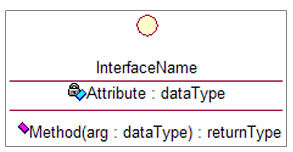 InterfaceName
Attribute : dataType
Method(arg : dataType) : returnType